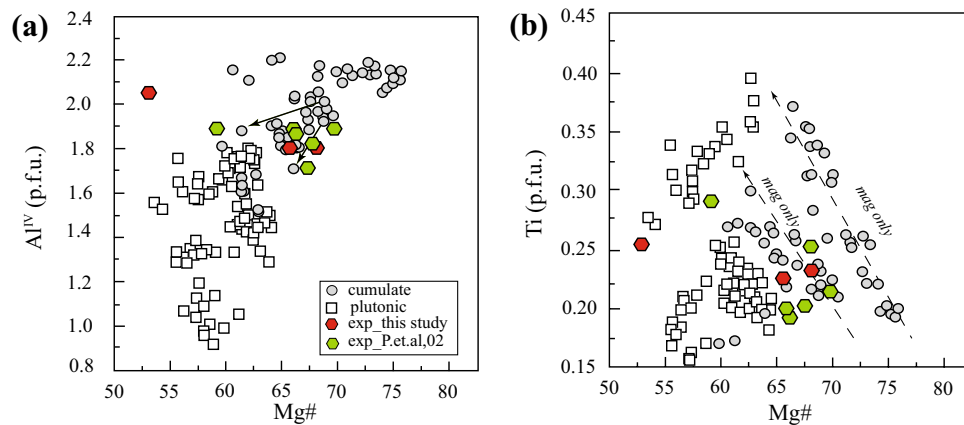 (a)
2.4
2.2
2.0
1.8
1.6
1.4
1.2
1.0
0.8
Al^IV (p.f.u.)
cumulate
plutonic
exp_this study
exp_P.et.al,02
50 55 60 65 70 75 80
Mg#
(b)
0.45
0.40
0.35
0.30
0.25
0.20
0.15
Ti (p.f.u.)
mag only
mag only
50 55 60 65 70 75 80
Mg#